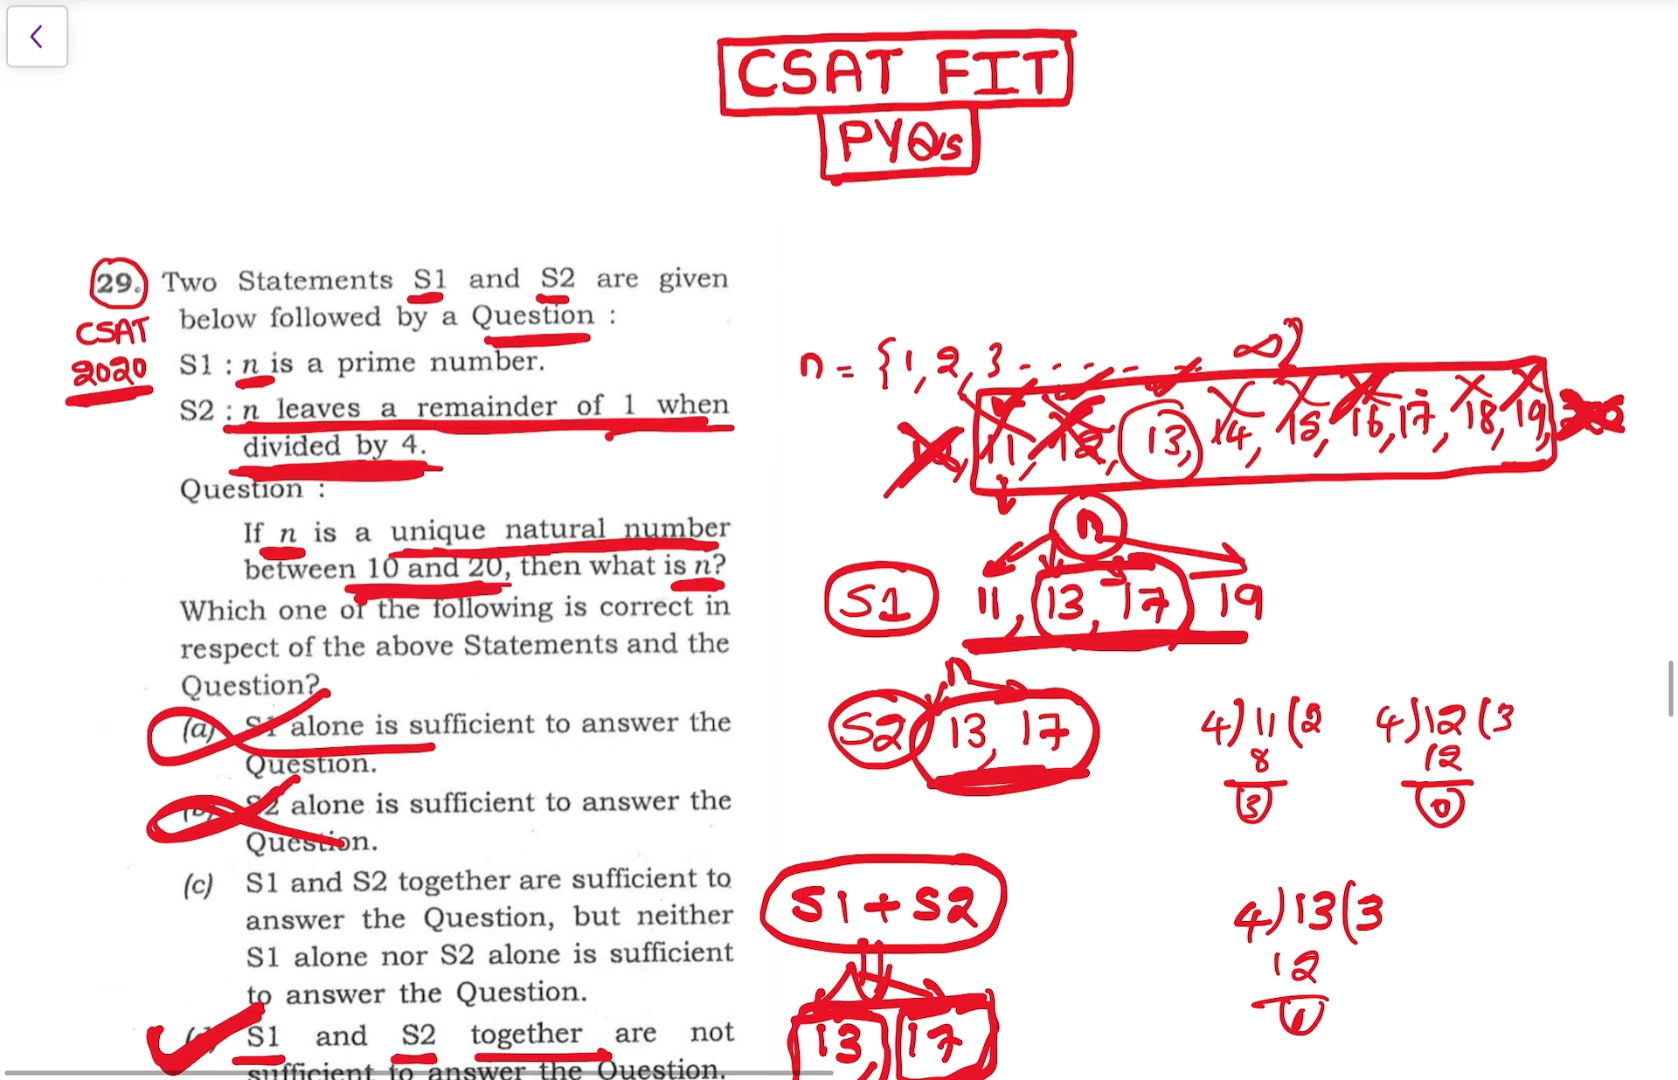 CSAT FIT
PYQ's
29. Two Statements S1 and S2 are given
below followed by a Question :
CSAT
2020
S1 : n is a prime number.
S2 : n leaves a remainder of 1 when
divided by 4.
Question :
If n is a unique natural number
between 10 and 20, then what is n?
Which one of the following is correct in
respect of the above Statements and the
Question?
(a) S1 alone is sufficient to answer the
Question.
(b) S2 alone is sufficient to answer the
Question.
(c) S1 and S2 together are sufficient to
answer the Question, but neither
S1 alone nor S2 alone is sufficient
to answer the Question.
S1 and S2 together are not
sufficient to answer the Question.
n = {1, 2, 3 - - - - - - ∞}
11, 12, 13, 14, 15, 16, 17, 18, 19,
n
S1 11, 13, 17 19
n
S2 13, 17
4)11(2
8
3
4)12(3
12
0
S1+S2
13, 17
4)13(3
12
1